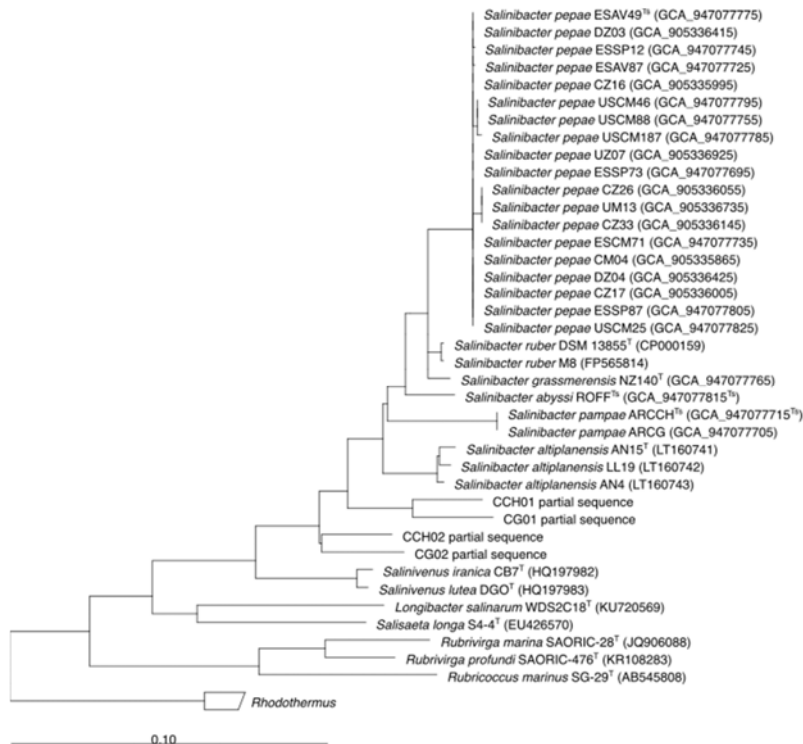 Salinibacter pepae ESAV49ᵀˢ (GCA_947077775)
Salinibacter pepae DZ03 (GCA_905336415)
Salinibacter pepae ESSP12 (GCA_947077745)
Salinibacter pepae ESAV87 (GCA_947077725)
Salinibacter pepae CZ16 (GCA_905335995)
Salinibacter pepae USCM46 (GCA_947077795)
Salinibacter pepae USCM88 (GCA_947077755)
Salinibacter pepae USCM187 (GCA_947077785)
Salinibacter pepae UZ07 (GCA_905336925)
Salinibacter pepae ESSP73 (GCA_947077695)
Salinibacter pepae CZ26 (GCA_905336055)
Salinibacter pepae UM13 (GCA_905336735)
Salinibacter pepae CZ33 (GCA_905336145)
Salinibacter pepae ESCM71 (GCA_947077735)
Salinibacter pepae CM04 (GCA_905335865)
Salinibacter pepae DZ04 (GCA_905336425)
Salinibacter pepae CZ17 (GCA_905336005)
Salinibacter pepae ESSP87 (GCA_947077805)
Salinibacter pepae USCM25 (GCA_947077825)
Salinibacter ruber DSM 13855ᵀ (CP000159)
Salinibacter ruber M8 (FP565814)
Salinibacter grassmerensis NZ140ᵀ (GCA_947077765)
Salinibacter abyssi ROFFᵀˢ (GCA_947077815ᵀˢ)
Salinibacter pampae ARCCHᵀˢ (GCA_947077715ᵀˢ)
Salinibacter pampae ARCG (GCA_947077705)
Salinibacter altiplanensis AN15ᵀ (LT160741)
Salinibacter altiplanensis LL19 (LT160742)
Salinibacter altiplanensis AN4 (LT160743)
CCH01 partial sequence
CG01 partial sequence
CCH02 partial sequence
CG02 partial sequence
Salinivenus iranica CB7ᵀ (HQ197982)
Salinivenus lutea DGOᵀ (HQ197983)
Longibacter salinarum WDS2C18ᵀ (KU720569)
Salisaeta longa S4-4ᵀ (EU426570)
Rubrivirga marina SAORIC-28ᵀ (JQ906088)
Rubrivirga profundi SAORIC-476ᵀ (KR108283)
Rubricoccus marinus SG-29ᵀ (AB545808)
Rhodothermus
0.10